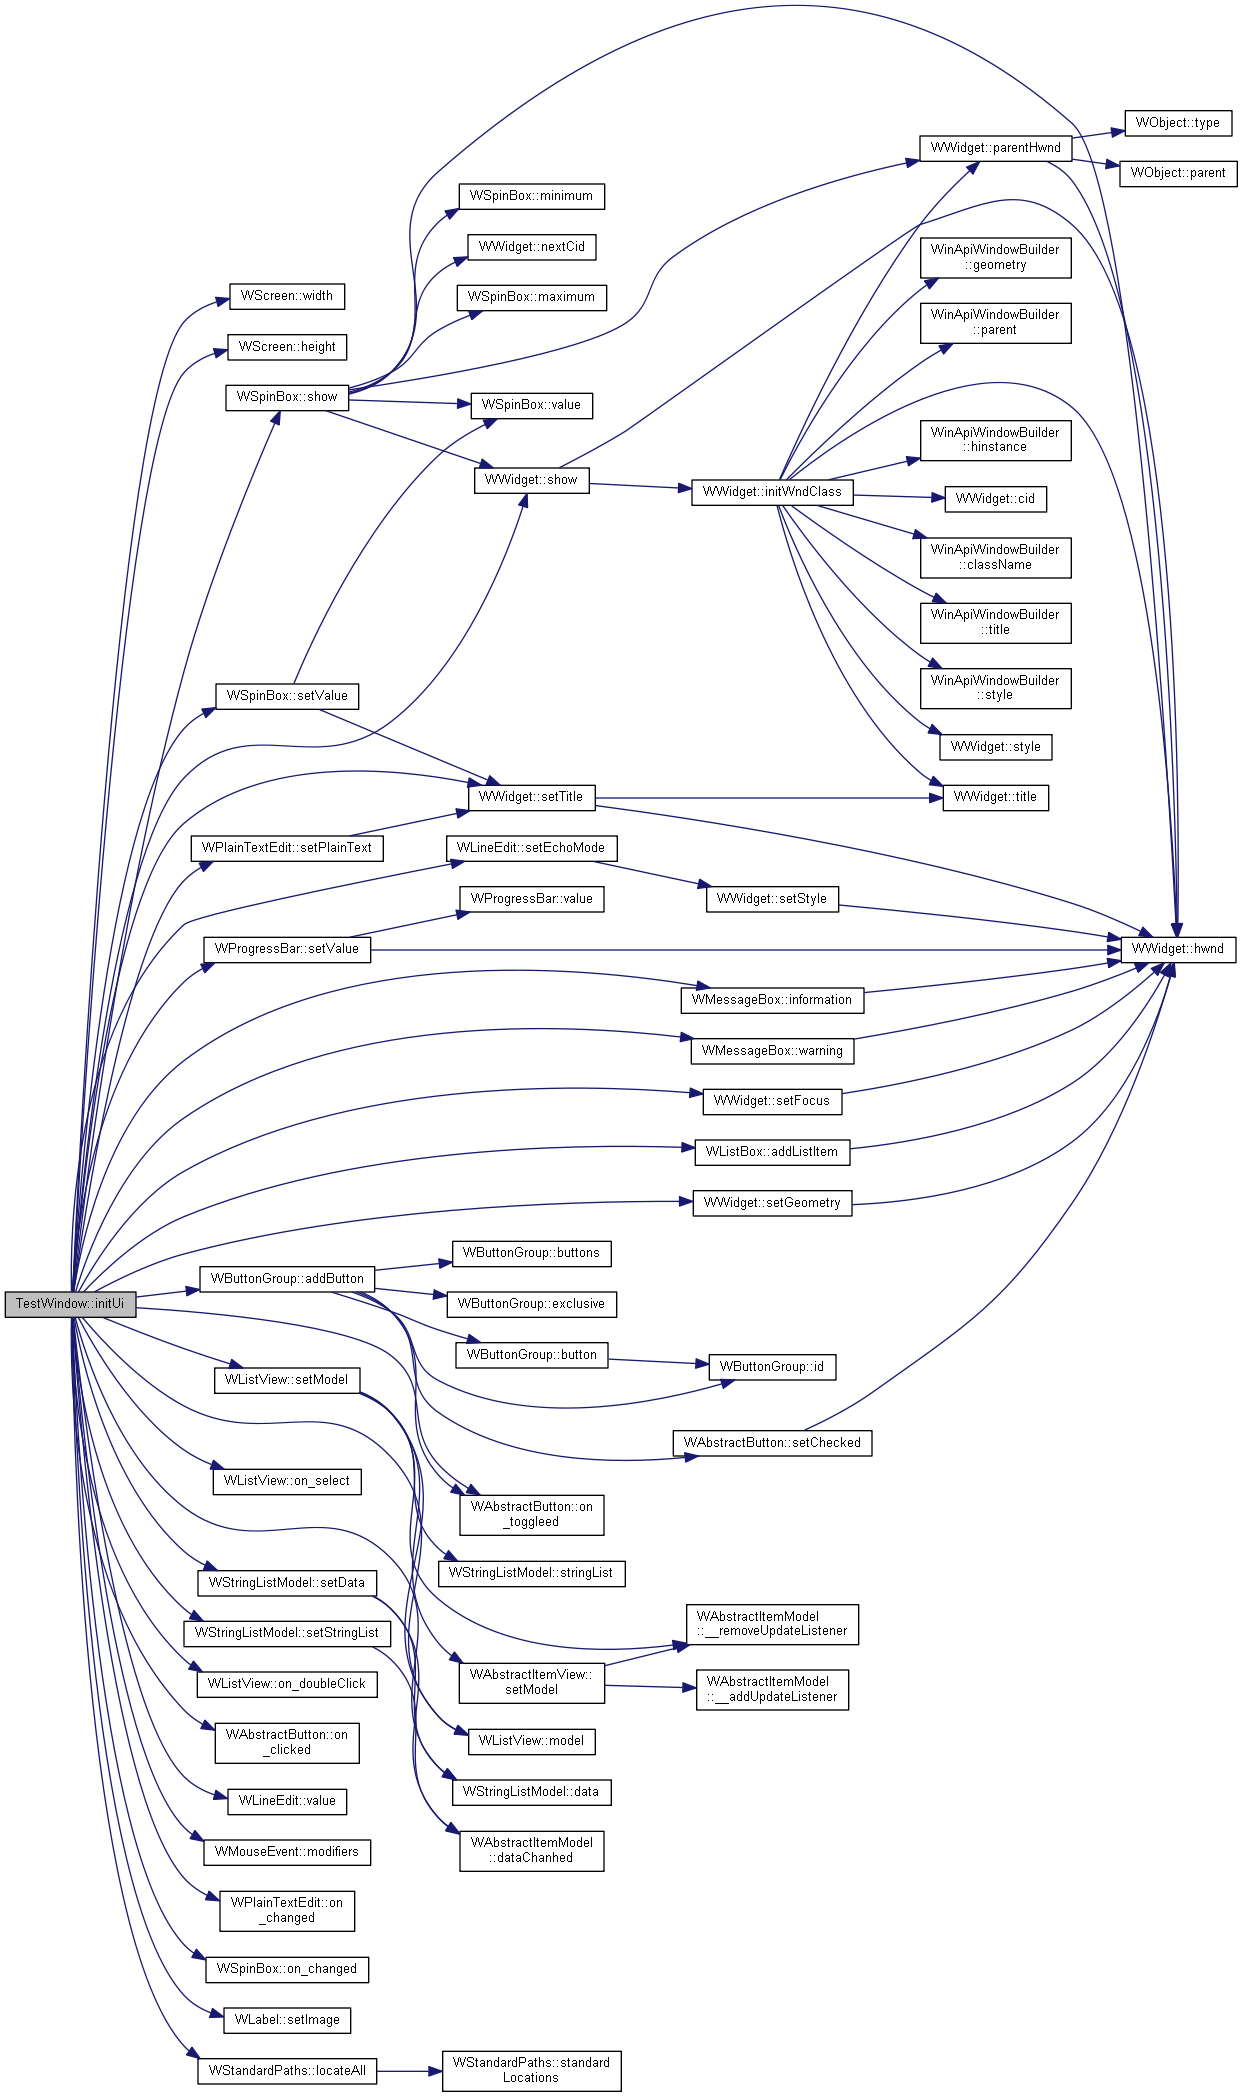 WObject::type
WWidget::parentHwnd
WObject::parent
WSpinBox::minimum
WWidget::nextCid
WinApiWindowBuilder
::geometry
WScreen::width
WSpinBox::maximum
WinApiWindowBuilder
::parent
WScreen::height
WSpinBox::show
WSpinBox::value
WinApiWindowBuilder
::hinstance
WWidget::show
WWidget::initWndClass
WWidget::cid
WinApiWindowBuilder
::className
WinApiWindowBuilder
::title
WinApiWindowBuilder
::style
WSpinBox::setValue
WWidget::style
WWidget::setTitle
WWidget::title
WPlainTextEdit::setPlainText
WLineEdit::setEchoMode
WProgressBar::value
WWidget::setStyle
WProgressBar::setValue
WWidget::hwnd
WMessageBox::information
WMessageBox::warning
WWidget::setFocus
WListBox::addListItem
WWidget::setGeometry
WButtonGroup::buttons
WButtonGroup::addButton
TestWindow::initUi
WButtonGroup::exclusive
WButtonGroup::button
WButtonGroup::id
WListView::setModel
WAbstractButton::setChecked
WListView::on_select
WAbstractButton::on
_toggleed
WStringListModel::stringList
WStringListModel::setData
WAbstractItemModel
::__removeUpdateListener
WStringListModel::setStringList
WAbstractItemView::
setModel
WListView::on_doubleClick
WAbstractItemModel
::__addUpdateListener
WAbstractButton::on
_clicked
WListView::model
WStringListModel::data
WLineEdit::value
WMouseEvent::modifiers
WAbstractItemModel
::dataChanhed
WPlainTextEdit::on
_changed
WSpinBox::on_changed
WLabel::setImage
WStandardPaths::locateAll
WStandardPaths::standard
Locations